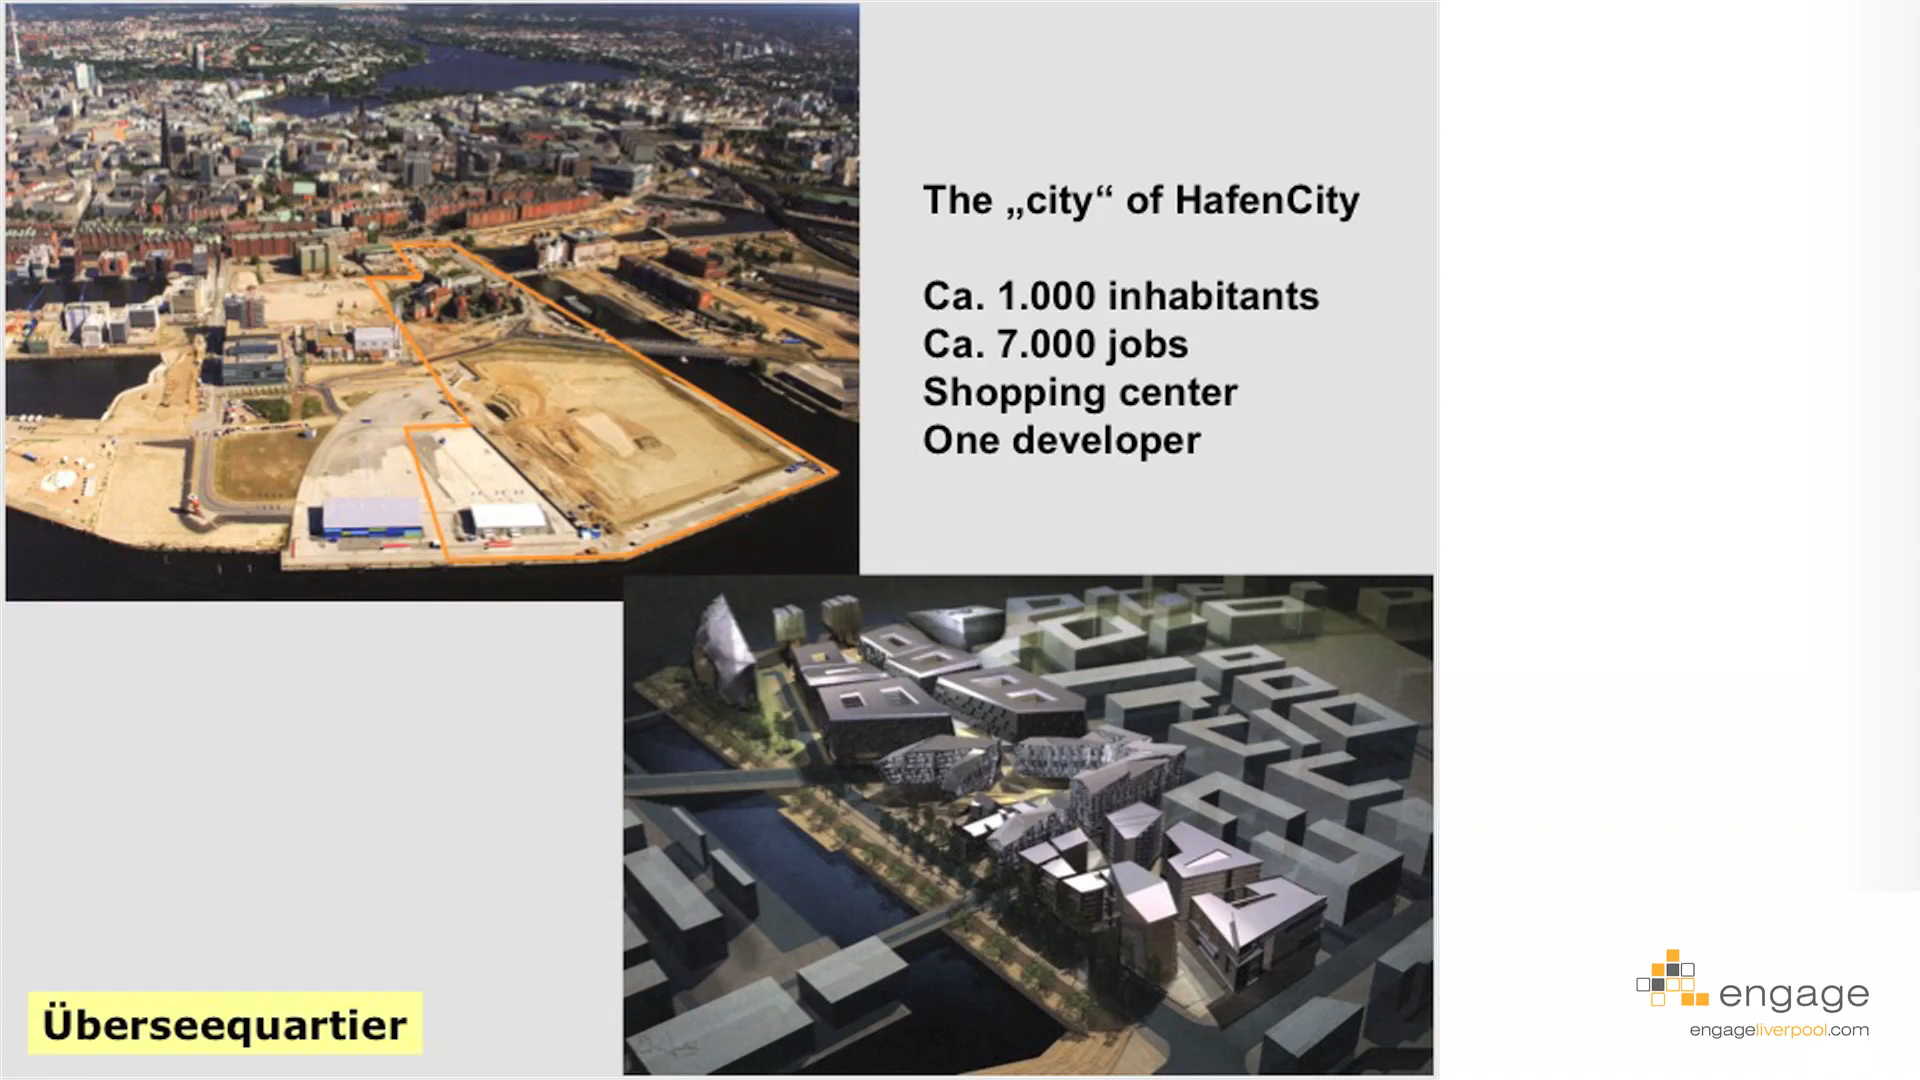 The „city“ of HafenCity
Ca. 1.000 inhabitants
Ca. 7.000 jobs
Shopping center
One developer
Überseequartier
engage
engageliverpool.com